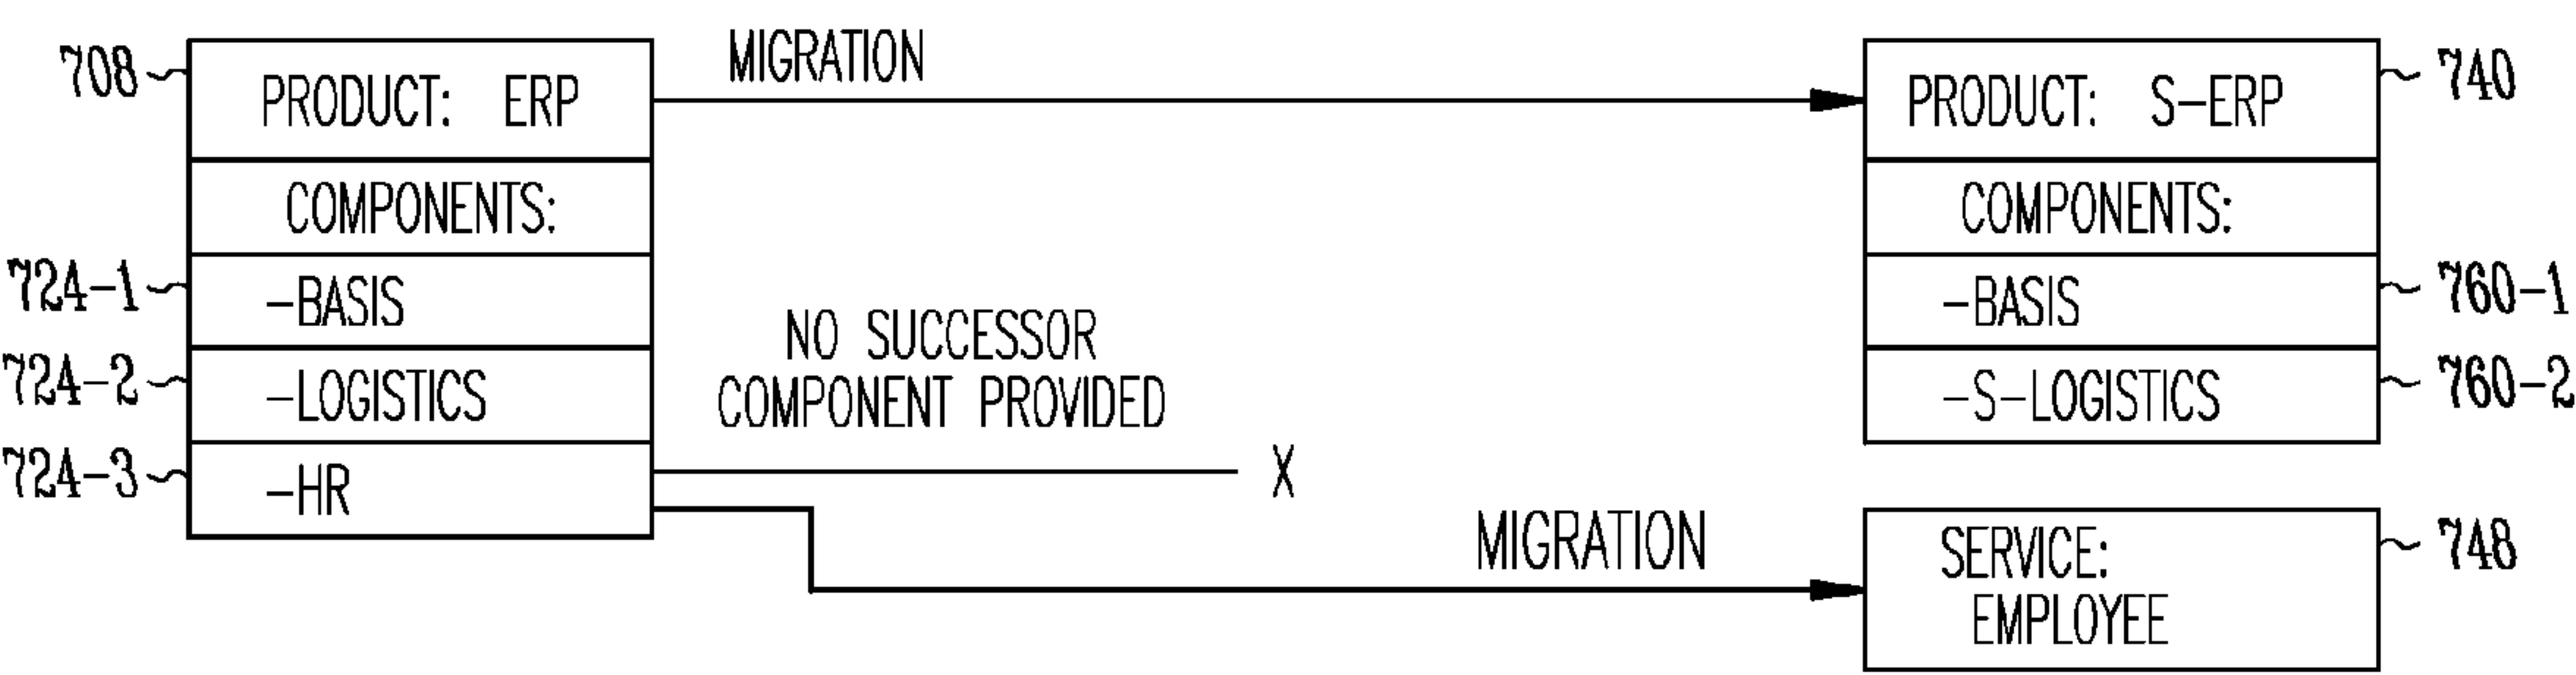 708
PRODUCT: ERP
COMPONENTS:
724-1
-BASIS
724-2
-LOGISTICS
724-3
-HR
MIGRATION
NO SUCCESSOR
COMPONENT PROVIDED
X
MIGRATION
PRODUCT: S-ERP
740
COMPONENTS:
-BASIS
760-1
-S-LOGISTICS
760-2
SERVICE:
EMPLOYEE
748